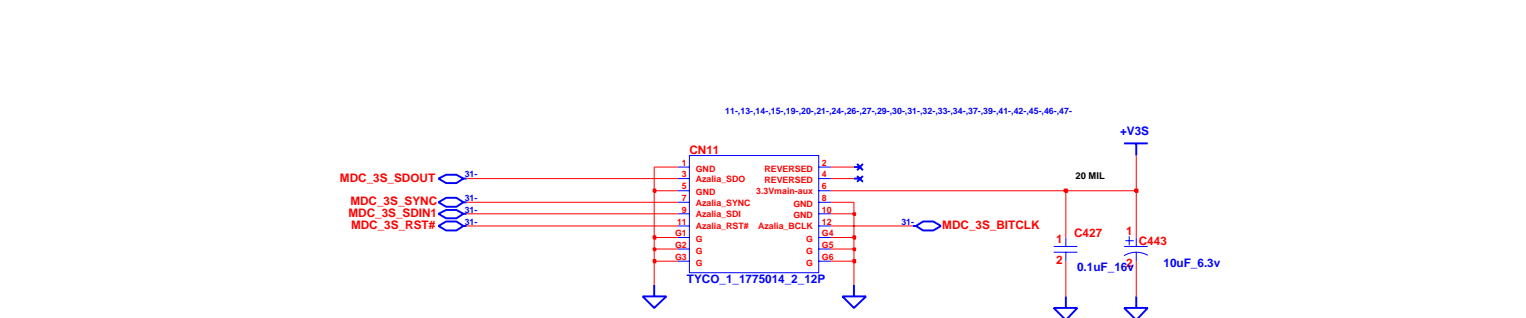 11-,13-,14-,15-,19-,20-,21-,24-,26-,27-,29-,30-,31-,32-,33-,34-,37-,39-,41-,42-,45-,46-,47-
+V3S
CN11
20 MIL
1 GND REVERSED 2
MDC_3S_SDOUT 31- 3 Azalia_SDO REVERSED 4
5 GND 3.3Vmain-aux 6
MDC_3S_SYNC 31- 7 Azalia_SYNC GND 8
MDC_3S_SDIN1 31- 9 Azalia_SDI GND 10
MDC_3S_RST# 31- 11 Azalia_RST# Azalia_BCLK 12 31- MDC_3S_BITCLK
G1 G G G4
G2 G G G5
G3 G G G6
TYCO_1_1775014_2_12P
1 C427
2 0.1uF_16v
1 + C443
2 10uF_6.3v